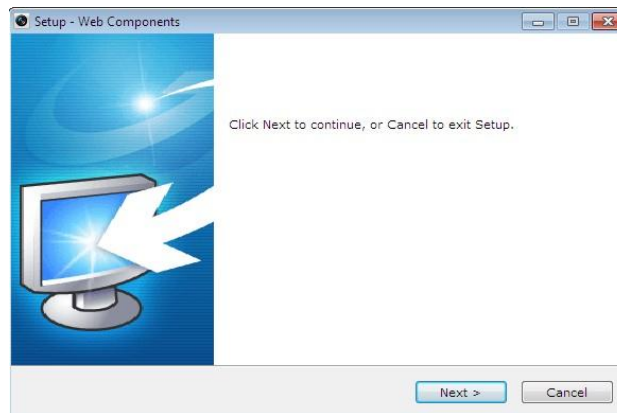 Setup - Web Components
Click Next to continue, or Cancel to exit Setup.
Next >
Cancel